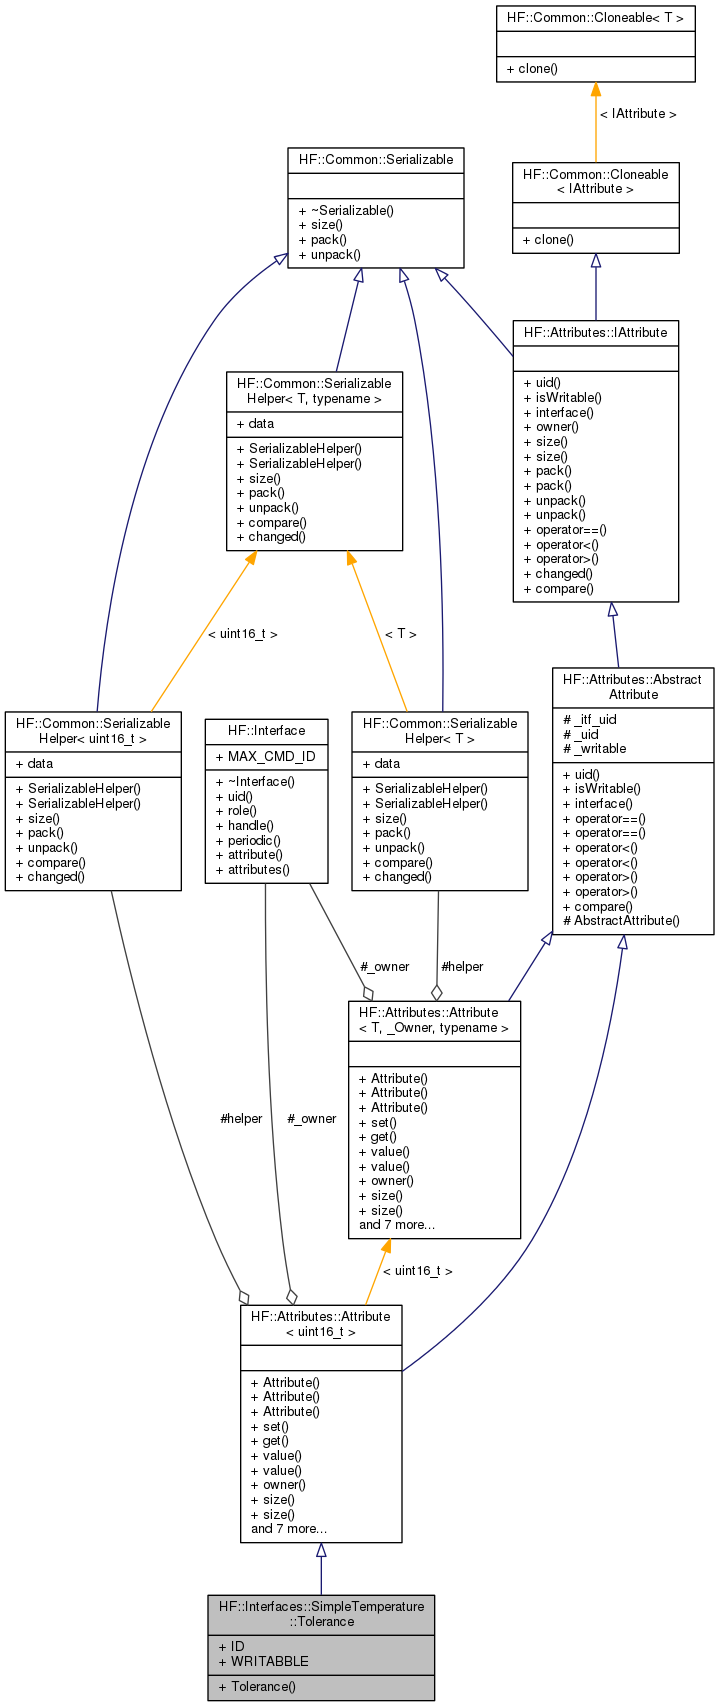 HF::Common::Cloneable< T >
+ clone()
< IAttribute >
HF::Common::Serializable
+ ~Serializable()
+ size()
+ pack()
+ unpack()
HF::Common::Cloneable
< IAttribute >
+ clone()
HF::Attributes::IAttribute
+ uid()
+ isWritable()
+ interface()
+ owner()
+ size()
+ size()
+ pack()
+ pack()
+ unpack()
+ unpack()
+ operator==()
+ operator<()
+ operator>()
+ changed()
+ compare()
HF::Common::Serializable
Helper< T, typename >
+ data
+ SerializableHelper()
+ SerializableHelper()
+ size()
+ pack()
+ unpack()
+ compare()
+ changed()
< uint16_t >
< T >
HF::Attributes::Abstract
Attribute
# _itf_uid
# _uid
# _writable
+ uid()
+ isWritable()
+ interface()
+ operator==()
+ operator==()
+ operator<()
+ operator<()
+ operator>()
+ operator>()
+ compare()
# AbstractAttribute()
HF::Common::Serializable
Helper< uint16_t >
+ data
+ SerializableHelper()
+ SerializableHelper()
+ size()
+ pack()
+ unpack()
+ compare()
+ changed()
HF::Interface
+ MAX_CMD_ID
+ ~Interface()
+ uid()
+ role()
+ handle()
+ periodic()
+ attribute()
+ attributes()
HF::Common::Serializable
Helper< T >
+ data
+ SerializableHelper()
+ SerializableHelper()
+ size()
+ pack()
+ unpack()
+ compare()
+ changed()
#_owner
#helper
HF::Attributes::Attribute
< T, _Owner, typename >
+ Attribute()
+ Attribute()
+ Attribute()
+ set()
+ get()
+ value()
+ value()
+ owner()
+ size()
+ size()
and 7 more...
#helper
#_owner
< uint16_t >
HF::Attributes::Attribute
< uint16_t >
+ Attribute()
+ Attribute()
+ Attribute()
+ set()
+ get()
+ value()
+ value()
+ owner()
+ size()
+ size()
and 7 more...
HF::Interfaces::SimpleTemperature
::Tolerance
+ ID
+ WRITABBLE
+ Tolerance()